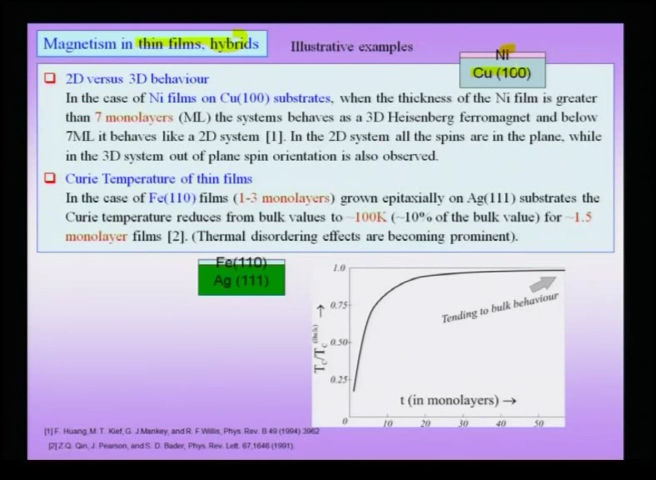 Magnetism in thin films, hybrids
Illustrative examples
Ni
Cu (100)
2D versus 3D behaviour
In the case of Ni films on Cu(100) substrates, when the thickness of the Ni film is greater
than 7 monolayers (ML) the systems behaves as a 3D Heisenberg ferromagnet and below
7ML it behaves like a 2D system [1]. In the 2D system all the spins are in the plane, while
in the 3D system out of plane spin orientation is also observed.
Curie Temperature of thin films
In the case of Fe(110) films (1-3 monolayers) grown epitaxially on Ag(111) substrates the
Curie temperature reduces from bulk values to ~100K (~10% of the bulk value) for ~1.5
monolayer films [2]. (Thermal disordering effects are becoming prominent).
Fe(110)
Ag (111)
1.0
0.75
0.50
0.25
0
10
20
30
40
50
T_C/T_C^(bulk) →
Tending to bulk behaviour
t (in monolayers) →
[1] F. Huang, M. T. Kief, G. J Mankey, and R. F Willis, Phys. Rev. B 49 (1994) 3962
[2] Z.Q. Qin, J. Pearson, and S. D. Bader, Phys. Rev. Lett. 67,1646 (1991).